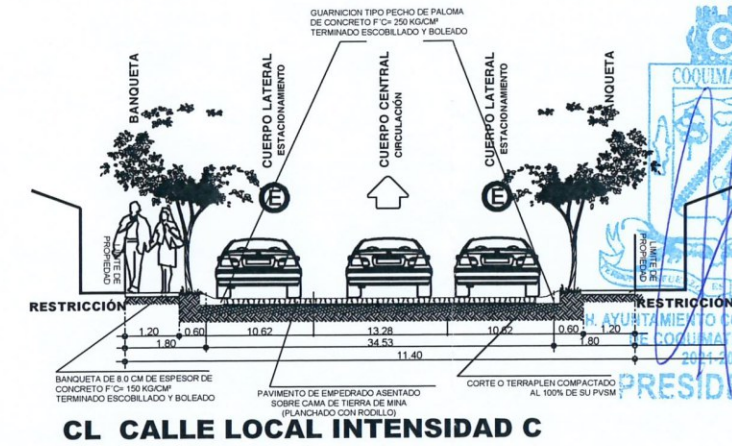 GUARNICION TIPO PECHO DE PALOMA
DE CONCRETO F'C= 250 KG/CM²
TERMINADO ESCOBILLADO Y BOLEADO
BANQUETA
CUERPO LATERAL
ESTACIONAMIENTO
CUERPO CENTRAL
CIRCULACIÓN
CUERPO LATERAL
ESTACIONAMIENTO
BANQUETA
E
E
LIMITE DE
PROPIEDAD
LIMITE DE
PROPIEDAD
RESTRICCIÓN
RESTRICCIÓN
1.20 0.60 10.62 13.28 10.62 0.60 1.20
1.80 34.53 1.80
11.40
BANQUETA DE 8.0 CM DE ESPESOR DE
CONCRETO F'C= 150 KG/CM²
TERMINADO ESCOBILLADO Y BOLEADO
PAVIMENTO DE EMPEDRADO ASENTADO
SOBRE CAMA DE TIERRA DE MINA
(PLANCHADO CON RODILLO)
CORTE O TERRAPLEN COMPACTADO
AL 100% DE SU PVSM
CL CALLE LOCAL INTENSIDAD C
COQUIMA
H. AYUNTAMIENTO CO
DE COQUIMAT
PRESID